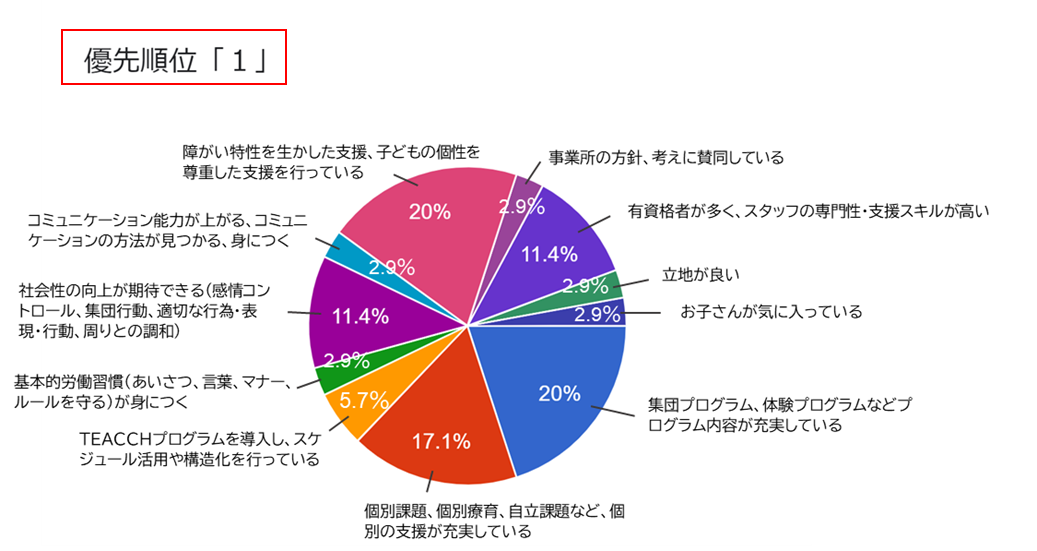 優先順位「１」
障がい特性を生かした支援、子どもの個性を
尊重した支援を行っている
事業所の方針、考えに賛同している
コミュニケーション能力が上がる、コミュニ
ケーションの方法が見つかる、身につく
有資格者が多く、スタッフの専門性・支援スキルが高い
立地が良い
社会性の向上が期待できる(感情コン
トロール、集団行動、適切な行為・表
現・行動、周りとの調和)
お子さんが気に入っている
基本的労働習慣(あいさつ、言葉、マナー、
ルールを守る)が身につく
集団プログラム、体験プログラムなどプ
ログラム内容が充実している
TEACCHプログラムを導入し、スケ
ジュール活用や構造化を行っている
個別課題、個別療育、自立課題など、個
別の支援が充実している
20%
2.9%
11.4%
2.9%
2.9%
20%
17.1%
5.7%
2.9%
11.4%
2.9%